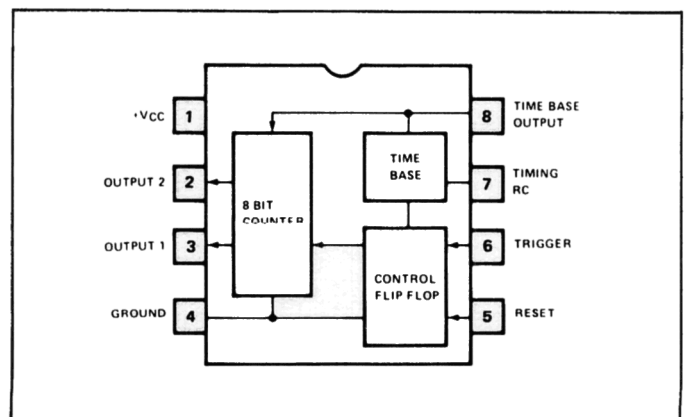 +VCC
1
OUTPUT 2
2
OUTPUT 1
3
GROUND
4
8 BIT
COUNTER
TIME
BASE
CONTROL
FLIP FLOP
8
TIME BASE
OUTPUT
7
TIMING
RC
6
TRIGGER
5
RESET